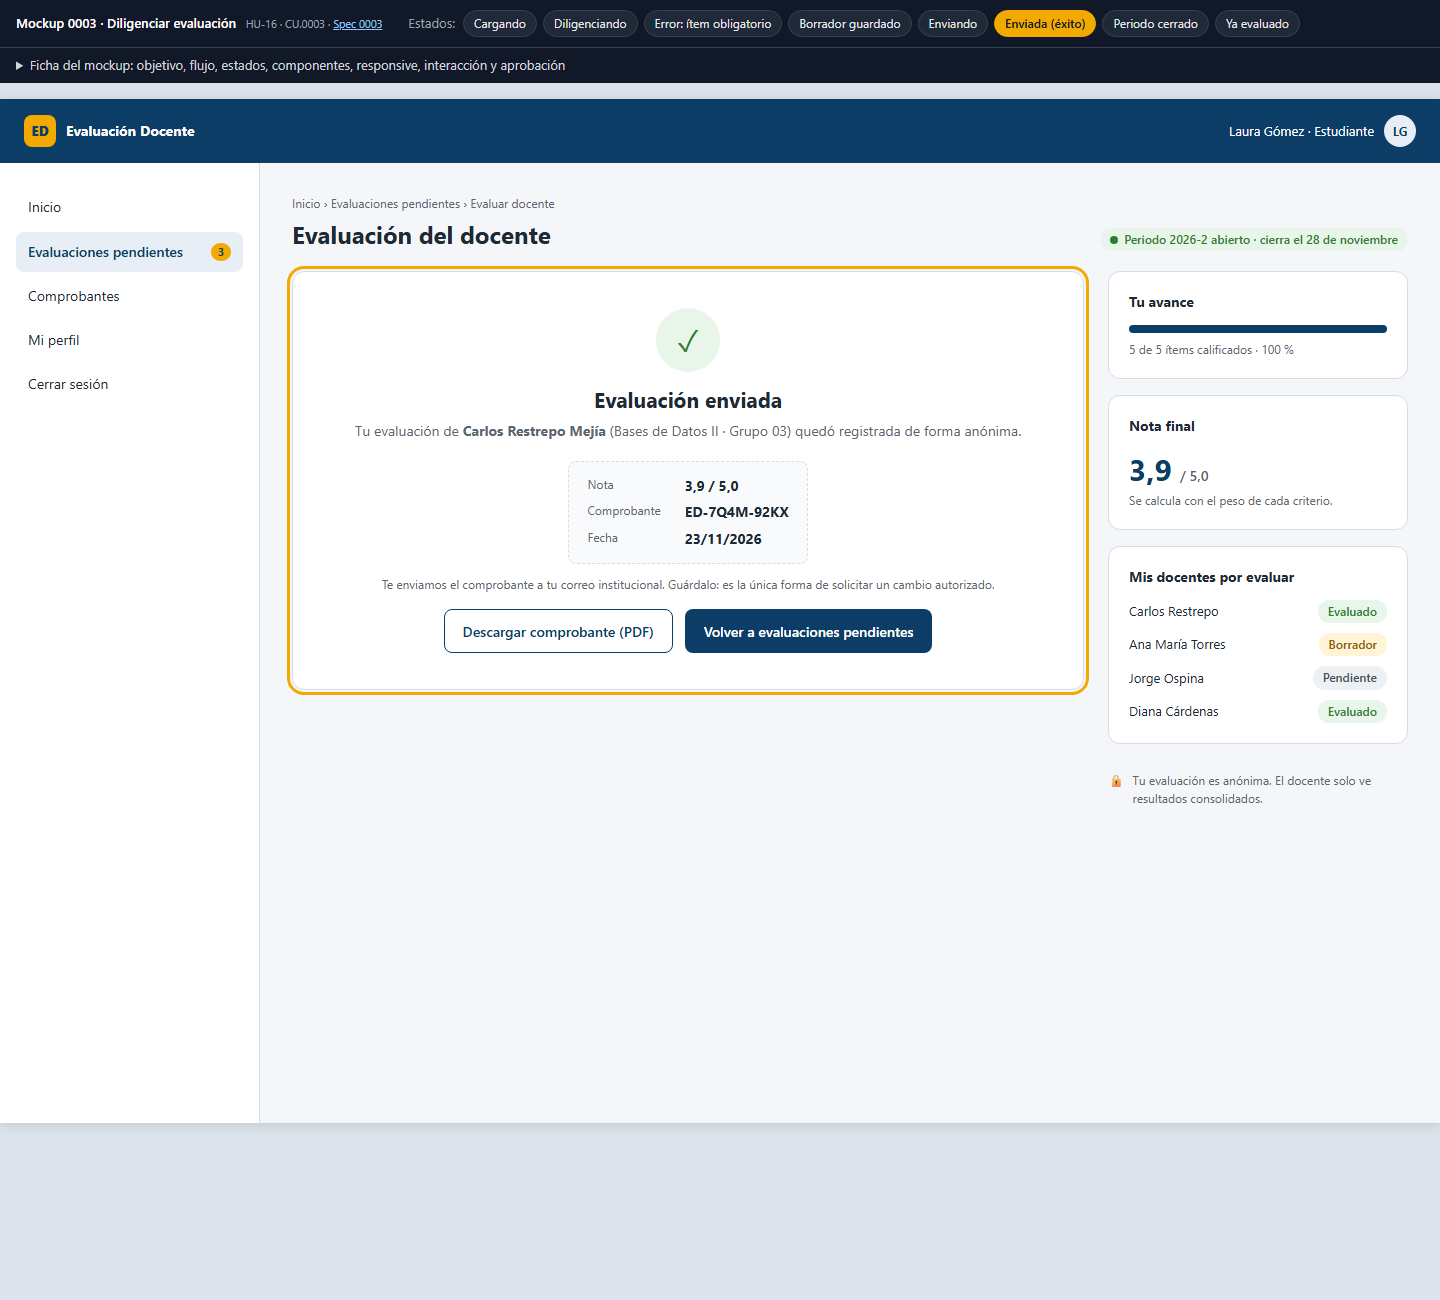 Mockup 0003 · Diligenciar evaluación HU-16 · CU.0003 · Spec 0003 Estados: Cargando Diligenciando Error: ítem obligatorio Borrador guardado Enviando Enviada (éxito) Periodo cerrado Ya evaluado
Ficha del mockup: objetivo, flujo, estados, componentes, responsive, interacción y aprobación
ED Evaluación Docente
Laura Gómez · Estudiante LG
Inicio
Evaluaciones pendientes 3
Comprobantes
Mi perfil
Cerrar sesión
Inicio › Evaluaciones pendientes › Evaluar docente
Evaluación del docente
Periodo 2026-2 abierto · cierra el 28 de noviembre
✓
Evaluación enviada
Tu evaluación de Carlos Restrepo Mejía (Bases de Datos II · Grupo 03) quedó registrada de forma anónima.
Nota 3,9 / 5,0
Comprobante ED-7Q4M-92KX
Fecha 23/11/2026
Te enviamos el comprobante a tu correo institucional. Guárdalo: es la única forma de solicitar un cambio autorizado.
Descargar comprobante (PDF) Volver a evaluaciones pendientes
Tu avance
5 de 5 ítems calificados · 100 %
Nota final
3,9 / 5,0
Se calcula con el peso de cada criterio.
Mis docentes por evaluar
Carlos Restrepo Evaluado
Ana María Torres Borrador
Jorge Ospina Pendiente
Diana Cárdenas Evaluado
Tu evaluación es anónima. El docente solo ve
resultados consolidados.